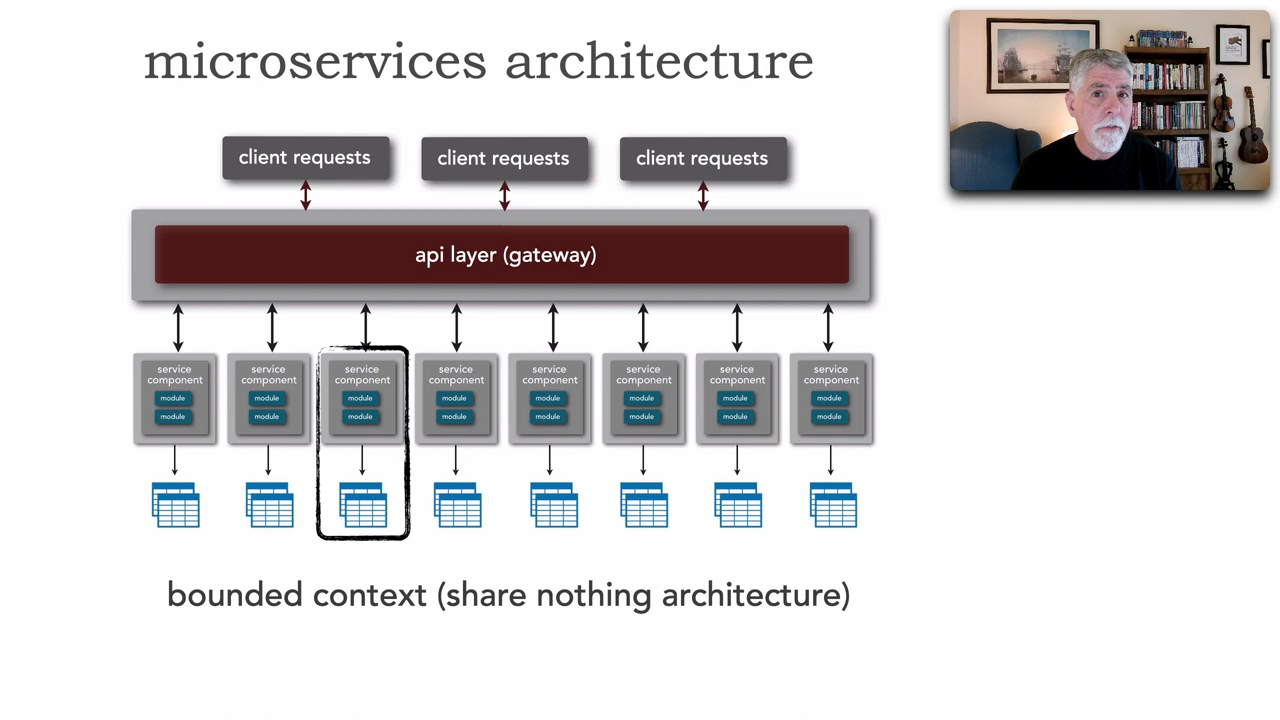 microservices architecture
client requests
client requests
client requests
api layer (gateway)
service
component
module
module
service
component
module
module
service
component
module
module
service
component
module
module
service
component
module
module
service
component
module
module
service
component
module
module
service
component
module
module
bounded context (share nothing architecture)